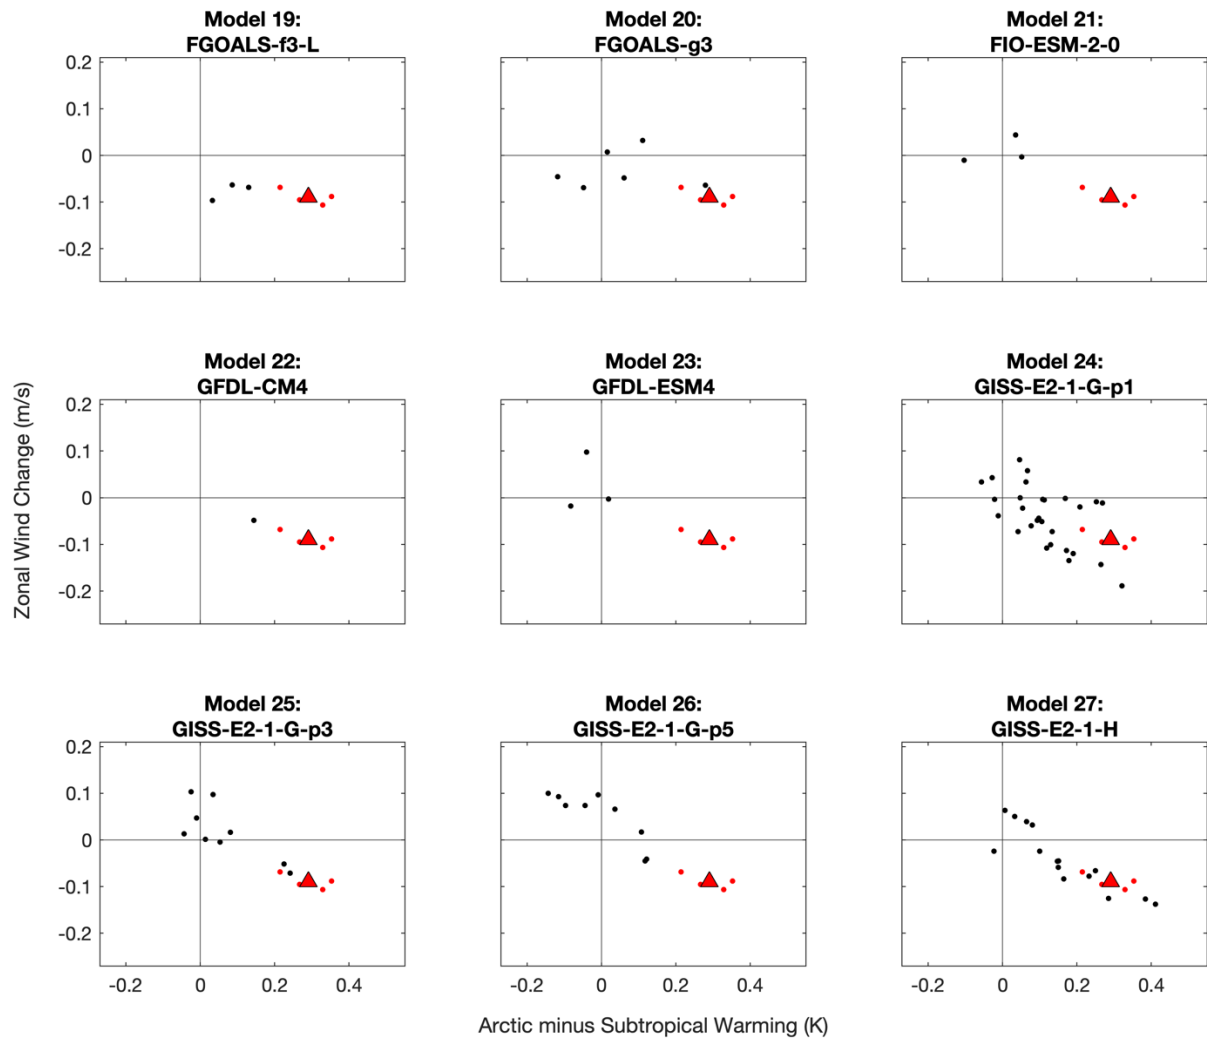 Model 19:
FGOALS-f3-L
Model 20:
FGOALS-g3
Model 21:
FIO-ESM-2-0
0.2
0.1
0
-0.1
-0.2
Model 22:
GFDL-CM4
Model 23:
GFDL-ESM4
Model 24:
GISS-E2-1-G-p1
Zonal Wind Change (m/s)
0.2
0.1
0
-0.1
-0.2
Model 25:
GISS-E2-1-G-p3
Model 26:
GISS-E2-1-G-p5
Model 27:
GISS-E2-1-H
0.2
0.1
0
-0.1
-0.2
-0.2 0 0.2 0.4
-0.2 0 0.2 0.4
-0.2 0 0.2 0.4
Arctic minus Subtropical Warming (K)